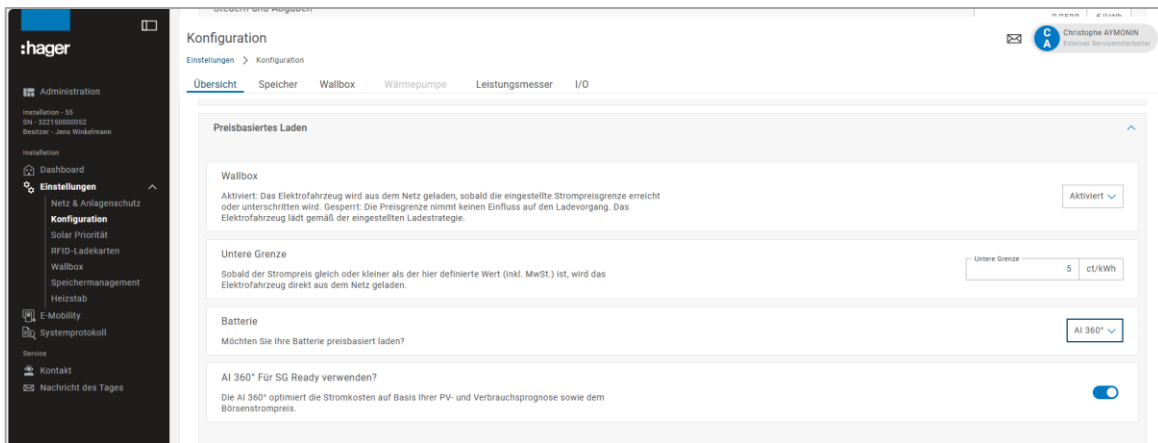 Steuern und Abgaben
€/kWh
:hager
Administration
Installation - 55
SN - 322150000052
Besitzer - Jens Winkelmann
Installation
Dashboard
Einstellungen
Netz & Anlagenschutz
Konfiguration
Solar Priorität
RFID-Ladekarten
Wallbox
Speichermanagement
Heizstab
E-Mobility
Systemprotokoll
Service
Kontakt
Nachricht des Tages
Konfiguration
C
A
Christophe AYMONIN
Externer Servicemitarbeiter
Einstellungen > Konfiguration
Übersicht Speicher Wallbox Wärmepumpe Leistungsmesser I/O
Preisbasiertes Laden
Wallbox
Aktiviert: Das Elektrofahrzeug wird aus dem Netz geladen, sobald die eingestellte Strompreisgrenze erreicht
oder unterschritten wird. Gesperrt: Die Preisgrenze nimmt keinen Einfluss auf den Ladevorgang. Das
Elektrofahrzeug lädt gemäß der eingestellten Ladestrategie.
Aktiviert
Untere Grenze
Sobald der Strompreis gleich oder kleiner als der hier definierte Wert (inkl. MwSt.) ist, wird das
Elektrofahrzeug direkt aus dem Netz geladen.
Untere Grenze
5 ct/kWh
Batterie
Möchten Sie Ihre Batterie preisbasiert laden?
AI 360°
AI 360° Für SG Ready verwenden?
Die AI 360° optimiert die Stromkosten auf Basis Ihrer PV- und Verbrauchsprognose sowie dem
Börsenstrompreis.